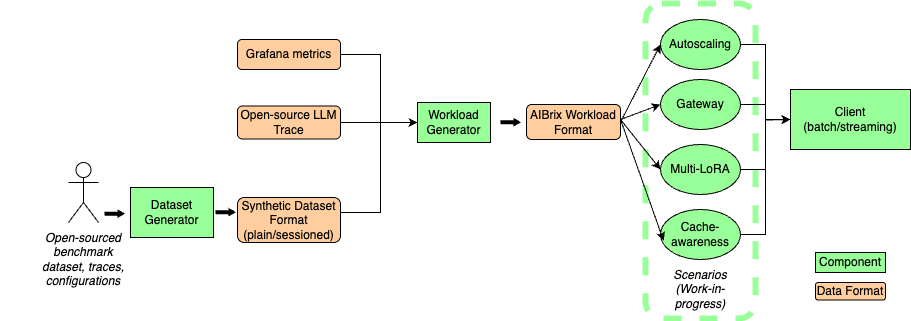 Grafana metrics
Open-source LLM
Trace
Synthetic Dataset
Format
(plain/sessioned)
Dataset
Generator
Open-sourced
benchmark
dataset, traces,
configurations
Workload
Generator
AIBrix Workload
Format
Autoscaling
Gateway
Multi-LoRA
Cache-
awareness
Scenarios
(Work-in-
progress)
Client
(batch/streaming)
Component
Data Format